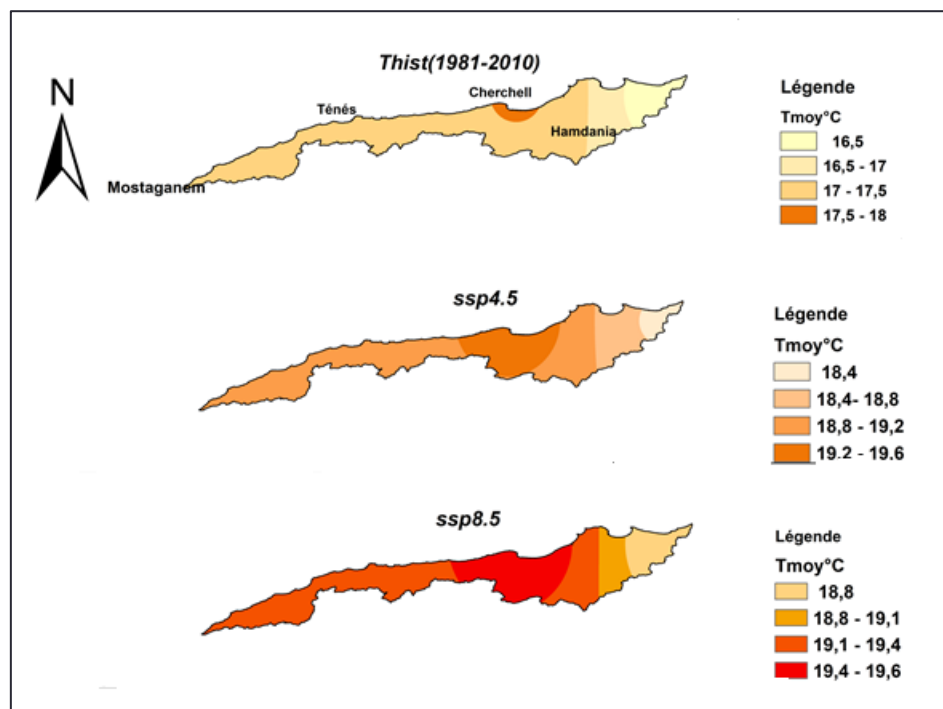 Thist(1981-2010)
N
Ténés
Cherchell
Hamdania
Mostaganem
Légende
Tmoy°C
16,5
16,5 - 17
17 - 17,5
17,5 - 18
ssp4.5
Légende
Tmoy°C
18,4
18,4- 18,8
18,8 - 19,2
19.2 - 19.6
ssp8.5
Légende
Tmoy°C
18,8
18,8 - 19,1
19,1 - 19,4
19,4 - 19,6